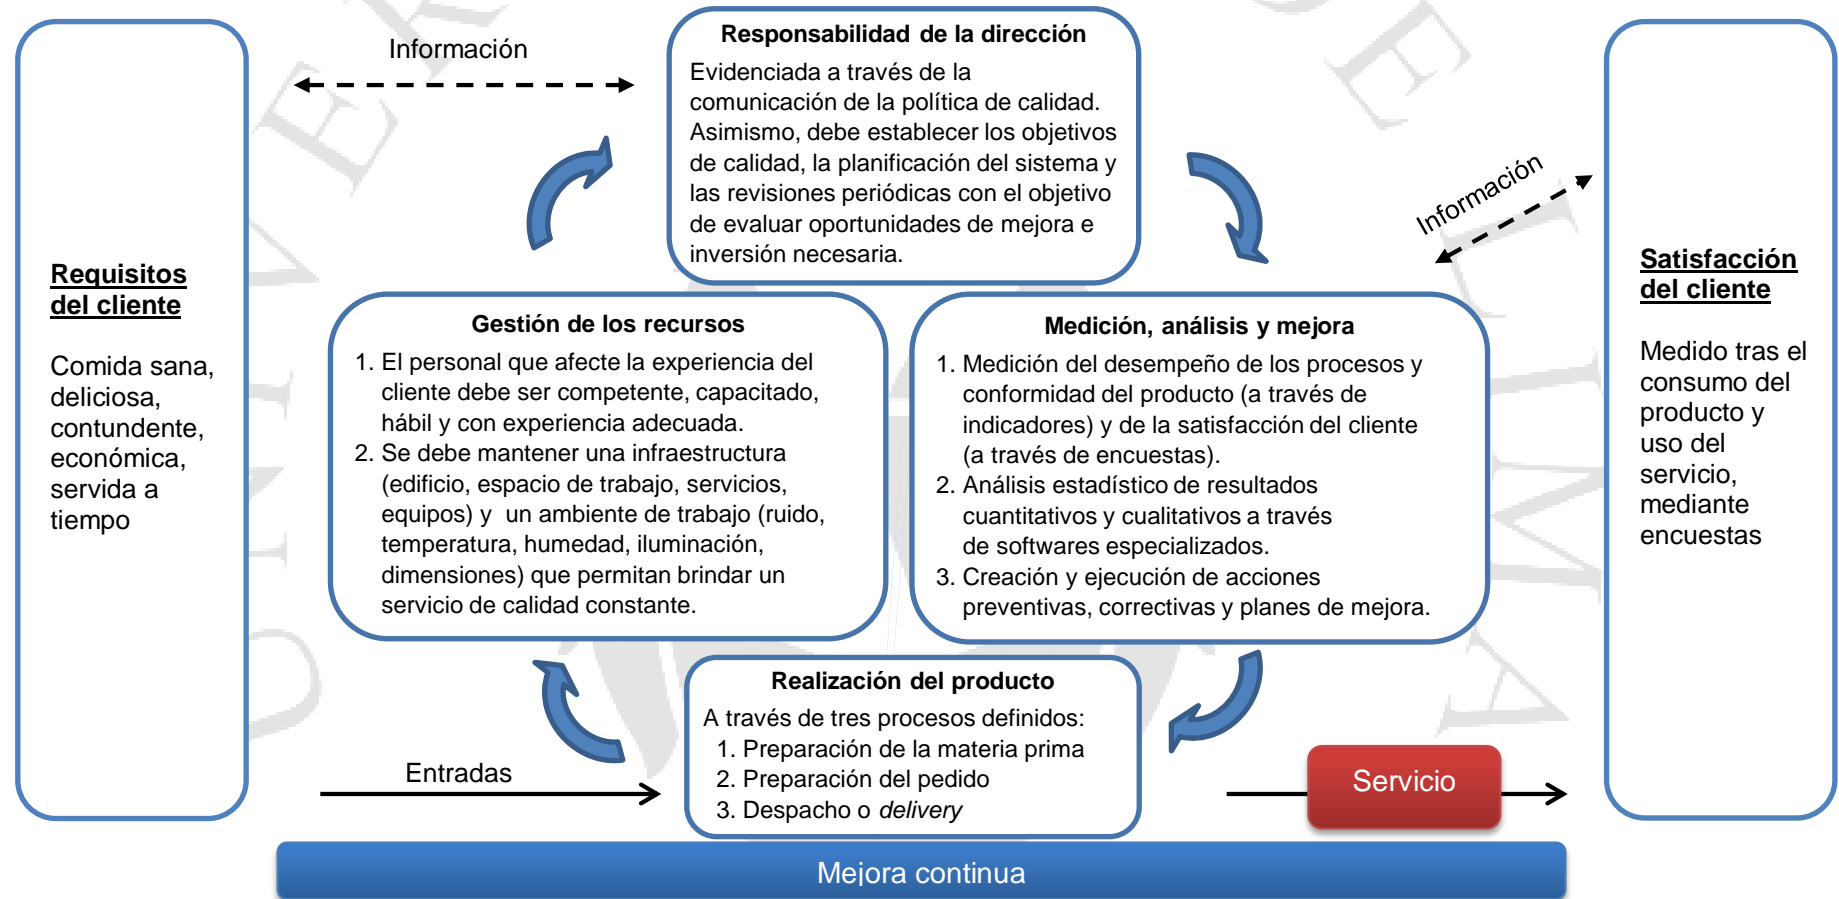 Información
Responsabilidad de la dirección
Evidenciada a través de la
comunicación de la política de calidad.
Asimismo, debe establecer los objetivos
de calidad, la planificación del sistema y
las revisiones periódicas con el objetivo
de evaluar oportunidades de mejora e
inversión necesaria.
Información
Requisitos
del cliente
Comida sana,
deliciosa,
contundente,
económica,
servida a
tiempo
Gestión de los recursos
1. El personal que afecte la experiencia del
cliente debe ser competente, capacitado,
hábil y con experiencia adecuada.
2. Se debe mantener una infraestructura
(edificio, espacio de trabajo, servicios,
equipos) y un ambiente de trabajo (ruido,
temperatura, humedad, iluminación,
dimensiones) que permitan brindar un
servicio de calidad constante.
Medición, análisis y mejora
1. Medición del desempeño de los procesos y
conformidad del producto (a través de
indicadores) y de la satisfacción del cliente
(a través de encuestas).
2. Análisis estadístico de resultados
cuantitativos y cualitativos a través
de softwares especializados.
3. Creación y ejecución de acciones
preventivas, correctivas y planes de mejora.
Satisfacción
del cliente
Medido tras el
consumo del
producto y
uso del
servicio,
mediante
encuestas
Realización del producto
A través de tres procesos definidos:
1. Preparación de la materia prima
2. Preparación del pedido
3. Despacho o delivery
Entradas
Servicio
Mejora continua